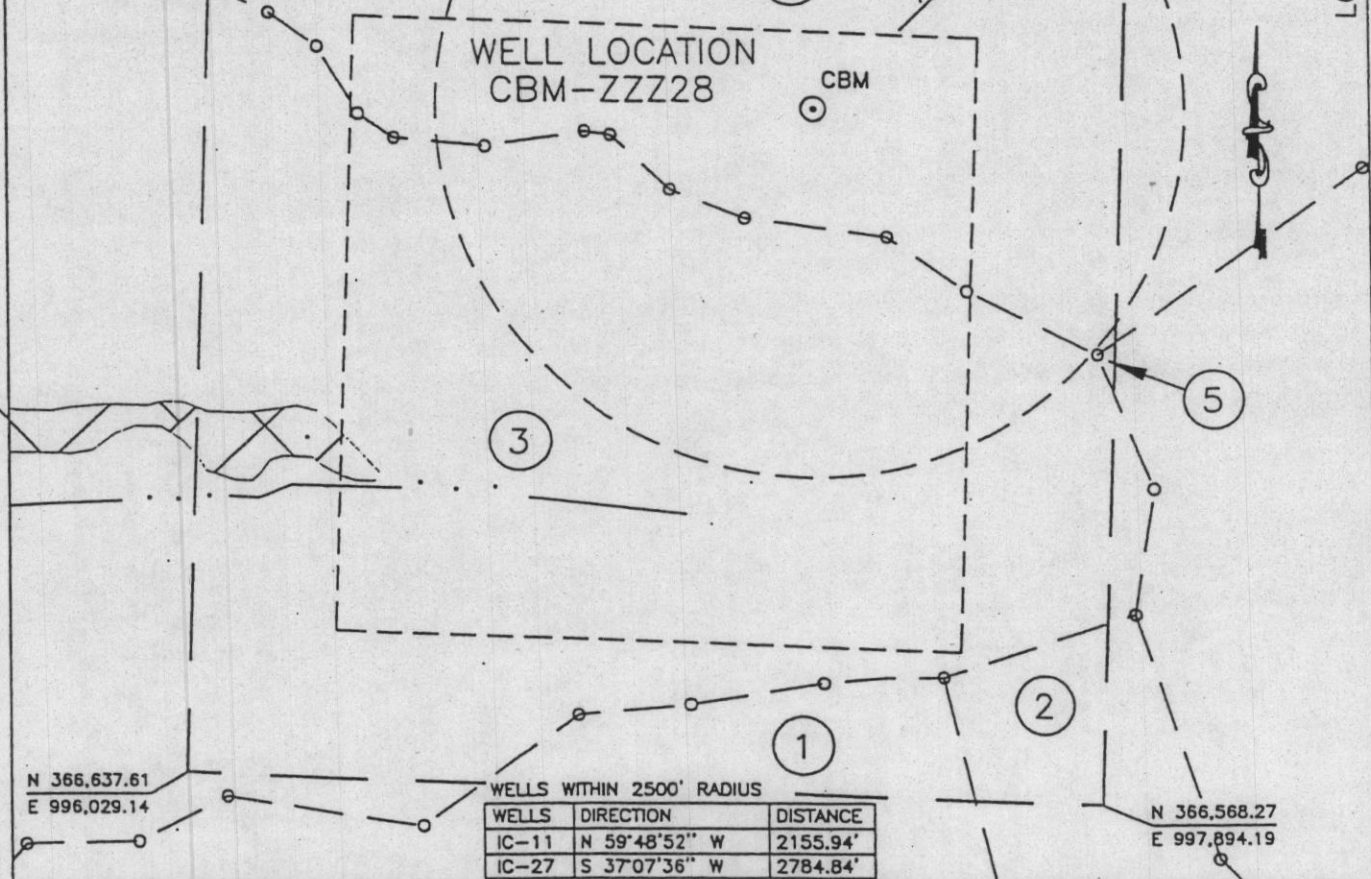 WELL LOCATION
CBM-ZZZ28
CBM
5
3
2
1
N 366,637.61
E 996,029.14
WELLS WITHIN 2500' RADIUS
WELLS DIRECTION DISTANCE
IC-11 N 59°48'52" W 2155.94'
IC-27 S 37°07'36" W 2784.84'
N 366,568.27
E 997,894.19